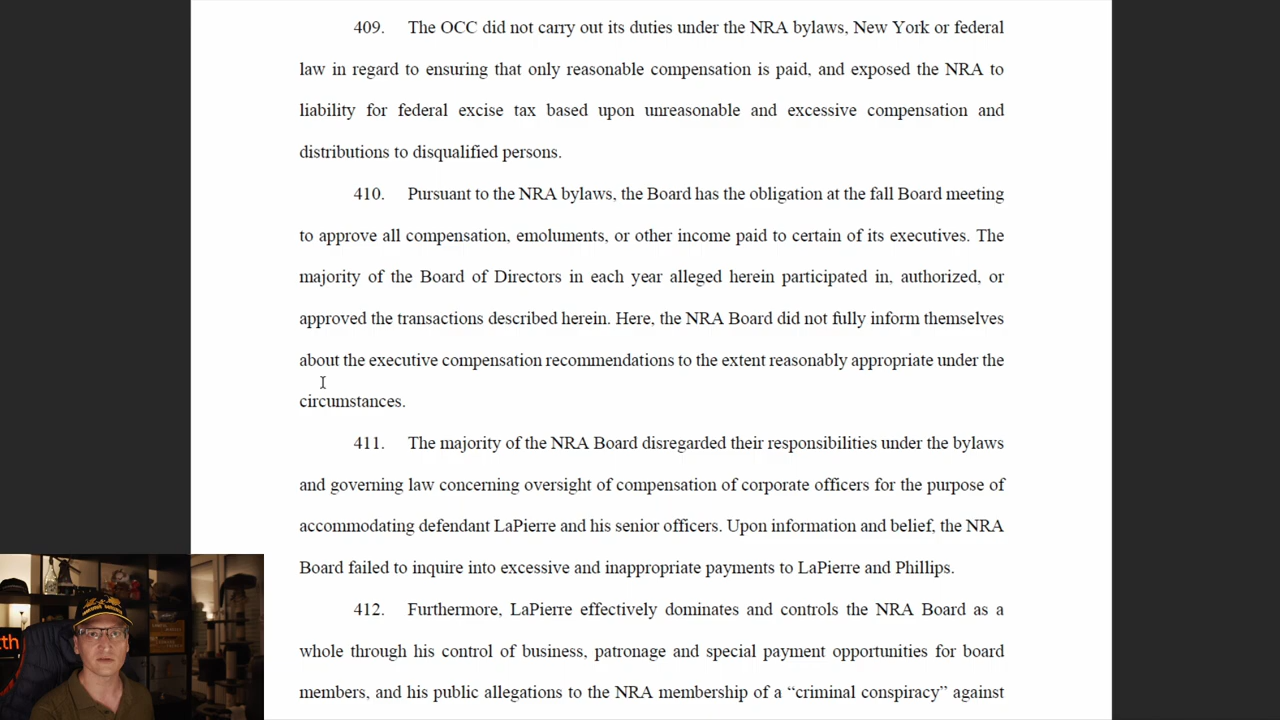 409. The OCC did not carry out its duties under the NRA bylaws, New York or federal
law in regard to ensuring that only reasonable compensation is paid, and exposed the NRA to
liability for federal excise tax based upon unreasonable and excessive compensation and
distributions to disqualified persons.
410. Pursuant to the NRA bylaws, the Board has the obligation at the fall Board meeting
to approve all compensation, emoluments, or other income paid to certain of its executives. The
majority of the Board of Directors in each year alleged herein participated in, authorized, or
approved the transactions described herein. Here, the NRA Board did not fully inform themselves
about the executive compensation recommendations to the extent reasonably appropriate under the
circumstances.
411. The majority of the NRA Board disregarded their responsibilities under the bylaws
and governing law concerning oversight of compensation of corporate officers for the purpose of
accommodating defendant LaPierre and his senior officers. Upon information and belief, the NRA
Board failed to inquire into excessive and inappropriate payments to LaPierre and Phillips.
412. Furthermore, LaPierre effectively dominates and controls the NRA Board as a
whole through his control of business, patronage and special payment opportunities for board
members, and his public allegations to the NRA membership of a “criminal conspiracy” against